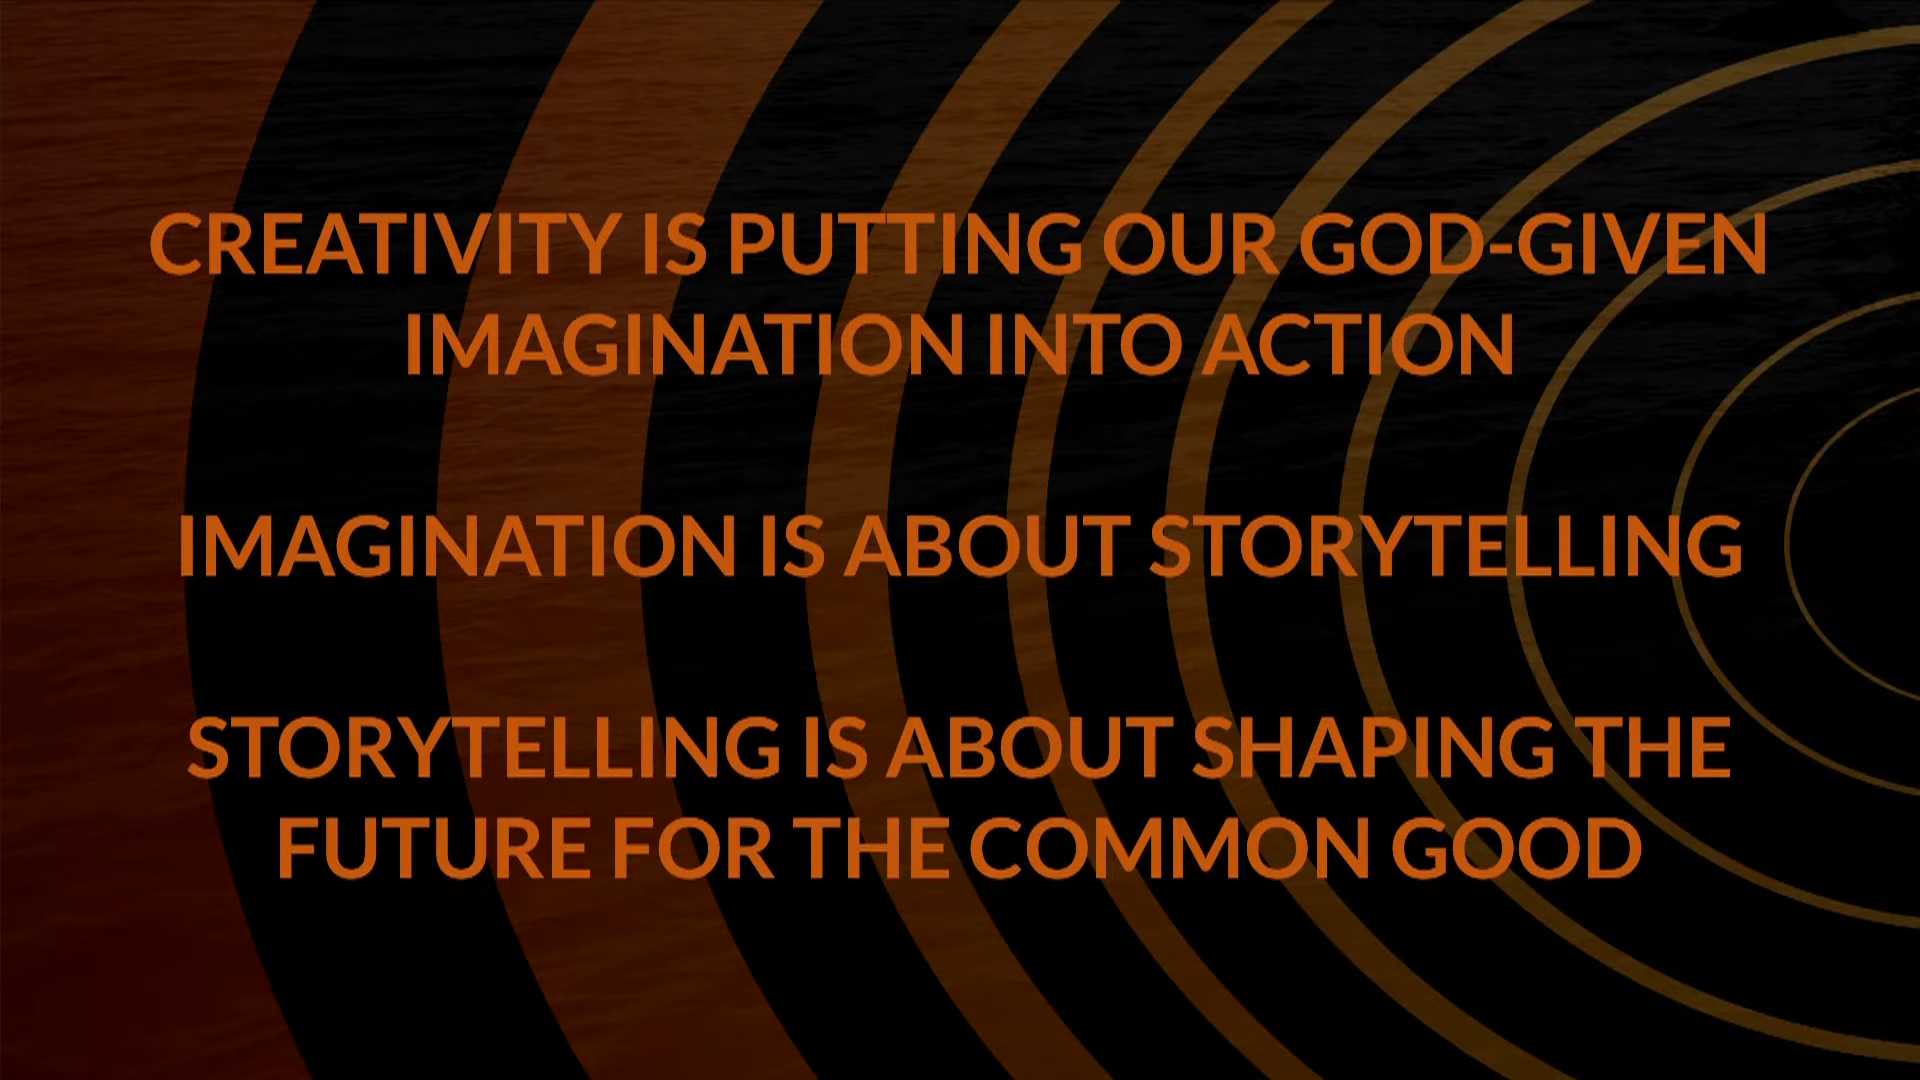 CREATIVITY IS PUTTING OUR GOD-GIVEN
IMAGINATION INTO ACTION
IMAGINATION IS ABOUT STORYTELLING
STORYTELLING IS ABOUT SHAPING THE
FUTURE FOR THE COMMON GOOD